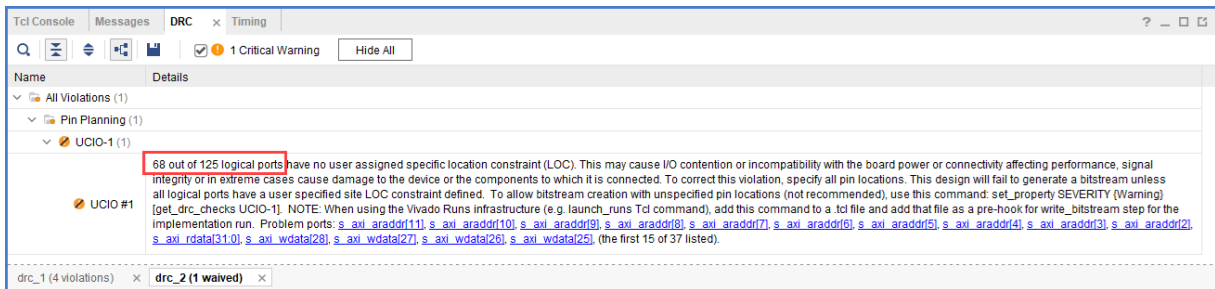 Tcl Console Messages DRC × Timing ? _
1 Critical Warning Hide All
Name Details
All Violations (1)
Pin Planning (1)
UCIO-1 (1)
68 out of 125 logical ports have no user assigned specific location constraint (LOC). This may cause I/O contention or incompatibility with the board power or connectivity affecting performance, signal
integrity or in extreme cases cause damage to the device or the components to which it is connected. To correct this violation, specify all pin locations. This design will fail to generate a bitstream unless
all logical ports have a user specified site LOC constraint defined. To allow bitstream creation with unspecified pin locations (not recommended), use this command: set_property SEVERITY {Warning}
UCIO #1 [get_drc_checks UCIO-1]. NOTE: When using the Vivado Runs infrastructure (e.g. launch_runs Tcl command), add this command to a .tcl file and add that file as a pre-hook for write_bitstream step for the
implementation run. Problem ports: s_axi_araddr[11], s_axi_araddr[10], s_axi_araddr[9], s_axi_araddr[8], s_axi_araddr[7], s_axi_araddr[6], s_axi_araddr[5], s_axi_araddr[4], s_axi_araddr[3], s_axi_araddr[2],
s_axi_rdata[31:0], s_axi_wdata[28], s_axi_wdata[27], s_axi_wdata[26], s_axi_wdata[25], (the first 15 of 37 listed).
drc_1 (4 violations) × drc_2 (1 waived) ×